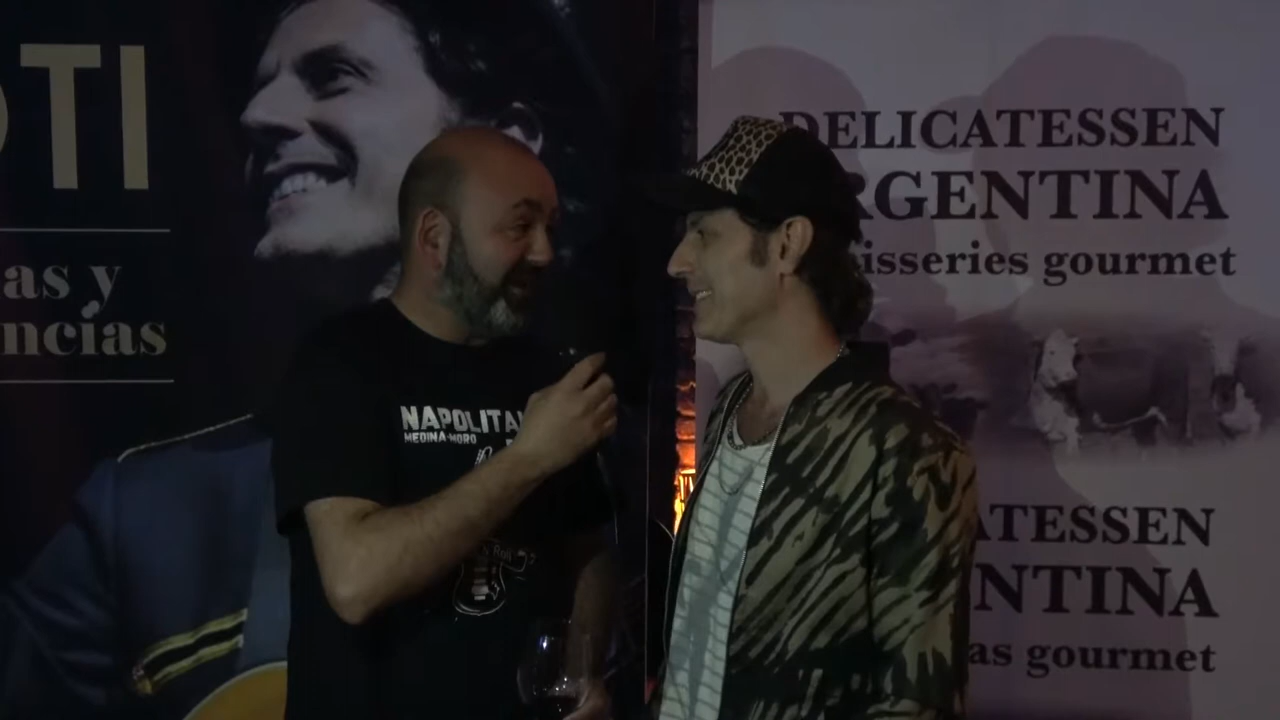 OTI
as y
ncias
NAPOLITA
MEDINA-MORO
DELICATESSEN
RGENTINA
isseries gourmet
ATESSEN
NTINA
as gourmet